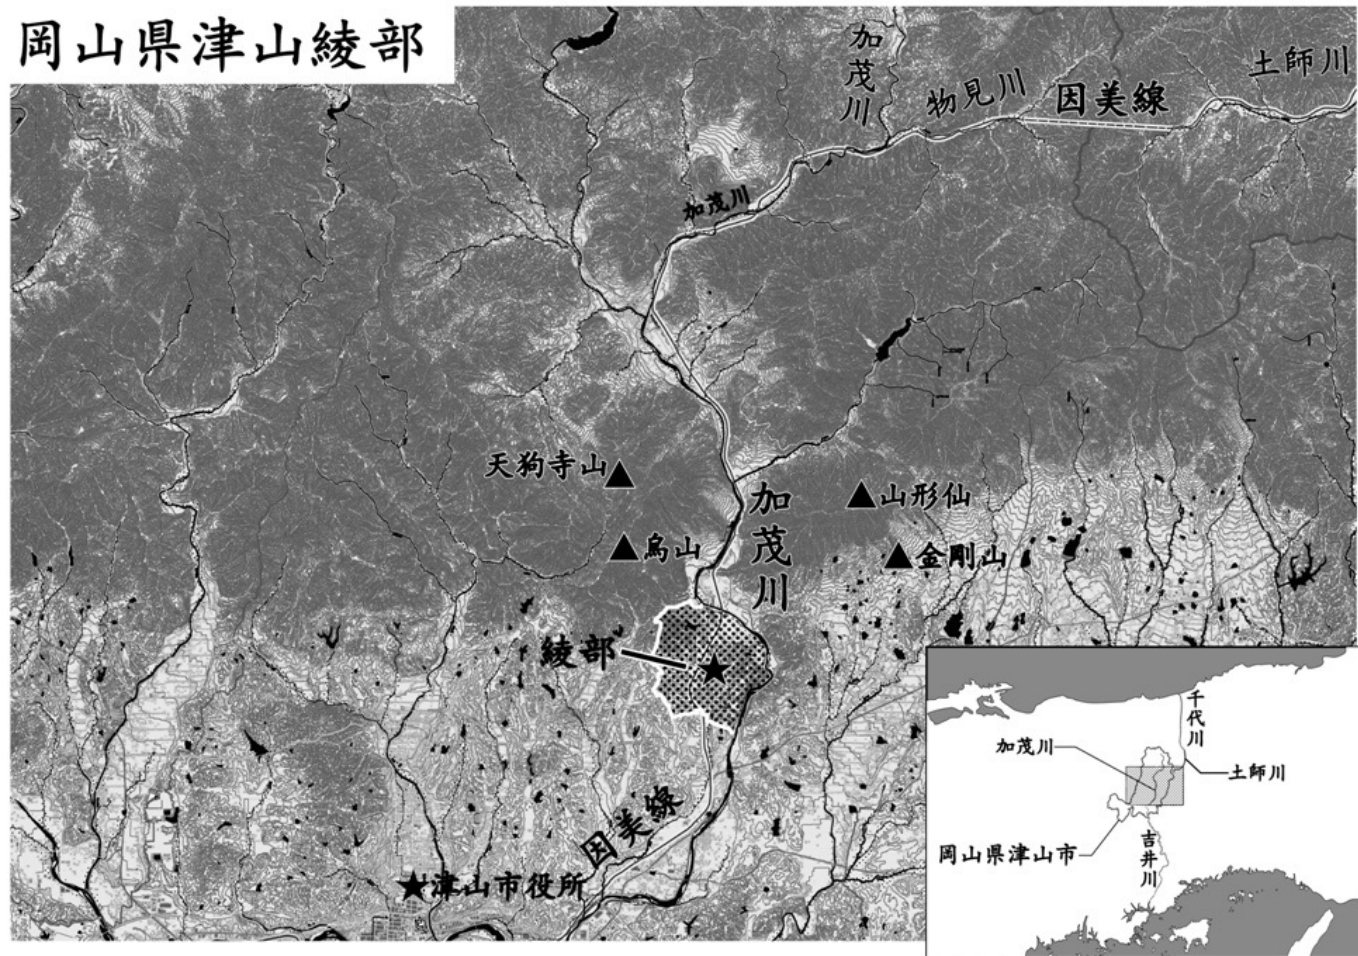 岡山県津山綾部
加茂川
物見川
因美線
土師川
加茂川
天狗寺山
烏山
加茂川
山形仙
金剛山
綾部
因美線
津山市役所
千代川
加茂川
土師川
岡山県津山市
吉井川